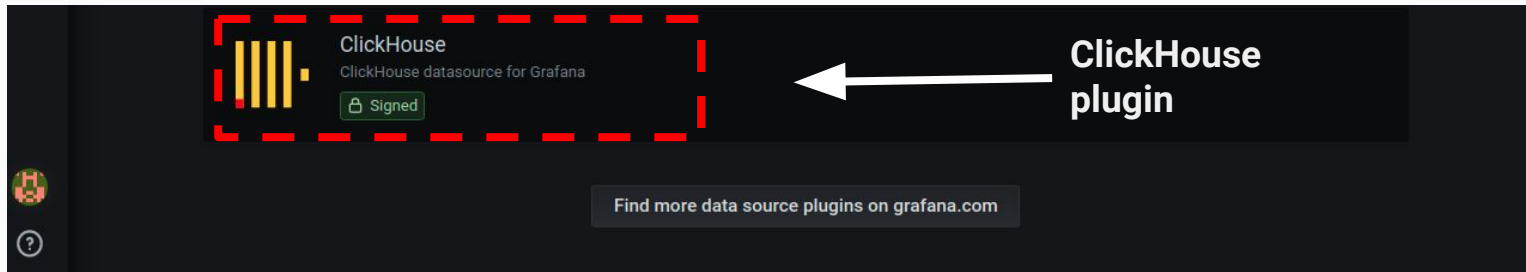 ClickHouse
ClickHouse datasource for Grafana
Signed
ClickHouse
plugin
Find more data source plugins on grafana.com
?